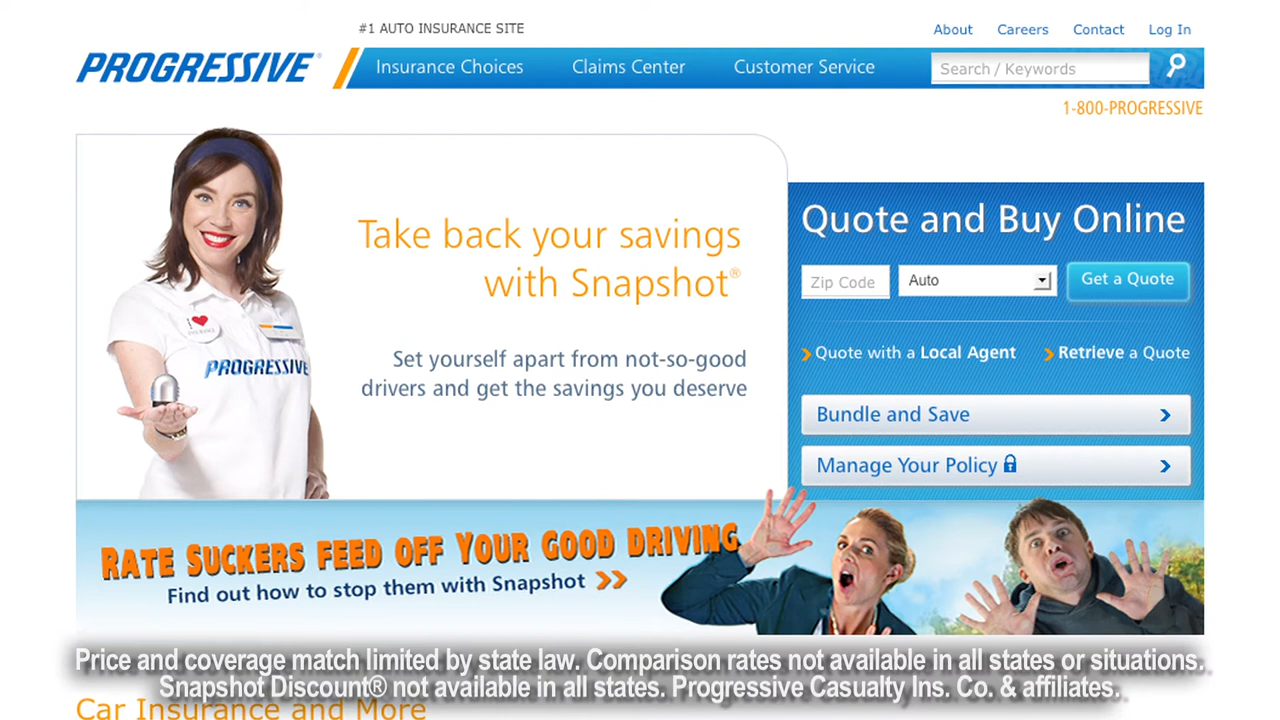 #1 AUTO INSURANCE SITE
About Careers Contact Log In
PROGRESSIVE®
Insurance Choices Claims Center Customer Service
Search / Keywords
1-800-PROGRESSIVE
Take back your savings
with Snapshot®
Set yourself apart from not-so-good
drivers and get the savings you deserve
I
PROGRESSIVE
Quote and Buy Online
Zip Code Auto Get a Quote
Quote with a Local Agent Retrieve a Quote
Bundle and Save
Manage Your Policy
RATE SUCKERS FEED OFF YOUR GOOD DRIVING
Find out how to stop them with Snapshot
Price and coverage match limited by state law. Comparison rates not available in all states or situations.
Snapshot Discount® not available in all states. Progressive Casualty Ins. Co. & affiliates.
Car Insurance and More